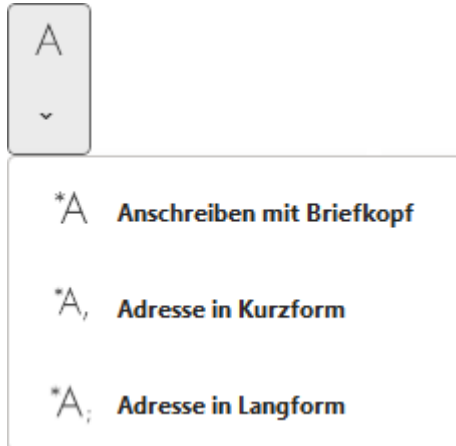 A
*A Anschreiben mit Briefkopf
*A, Adresse in Kurzform
*A; Adresse in Langform